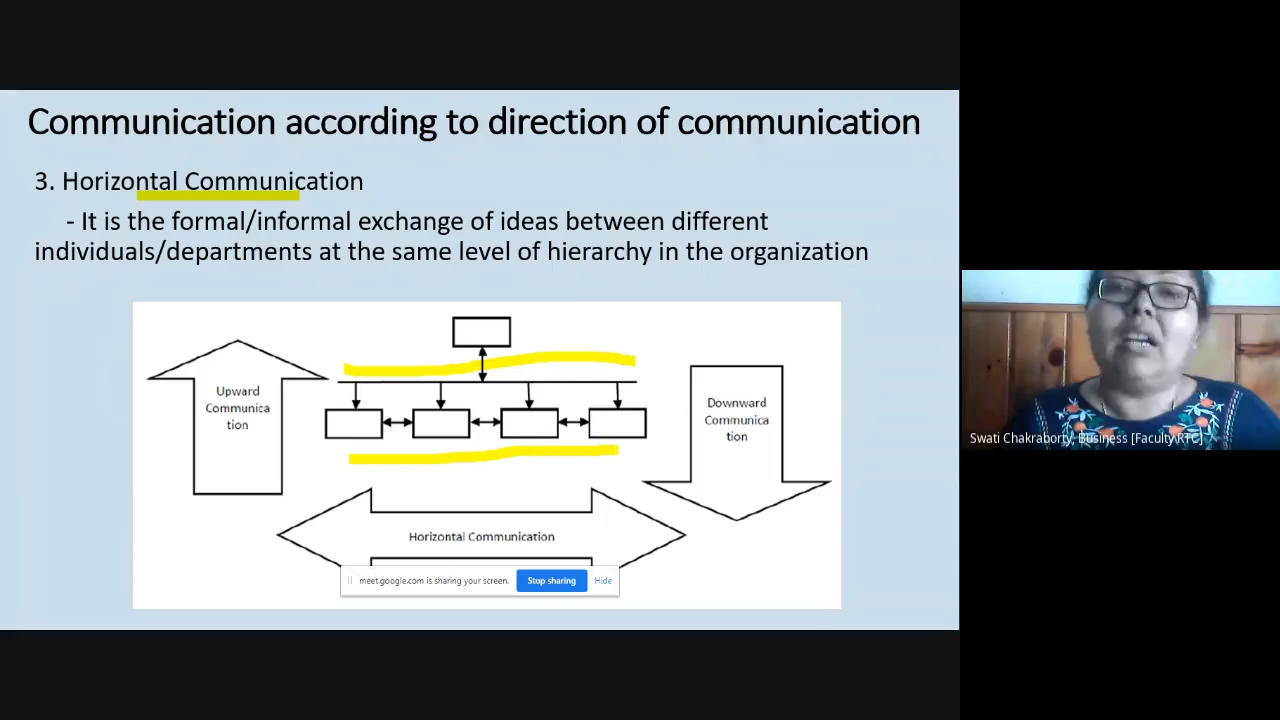 Communication according to direction of communication
3. Horizontal Communication
- It is the formal/informal exchange of ideas between different
individuals/departments at the same level of hierarchy in the organization
Upward
Communica
tion
Downward
Communica
tion
Horizontal Communication
meet.google.com is sharing your screen.
Stop sharing
Hide
Swati Chakraborty, Business [Faculty RTC]